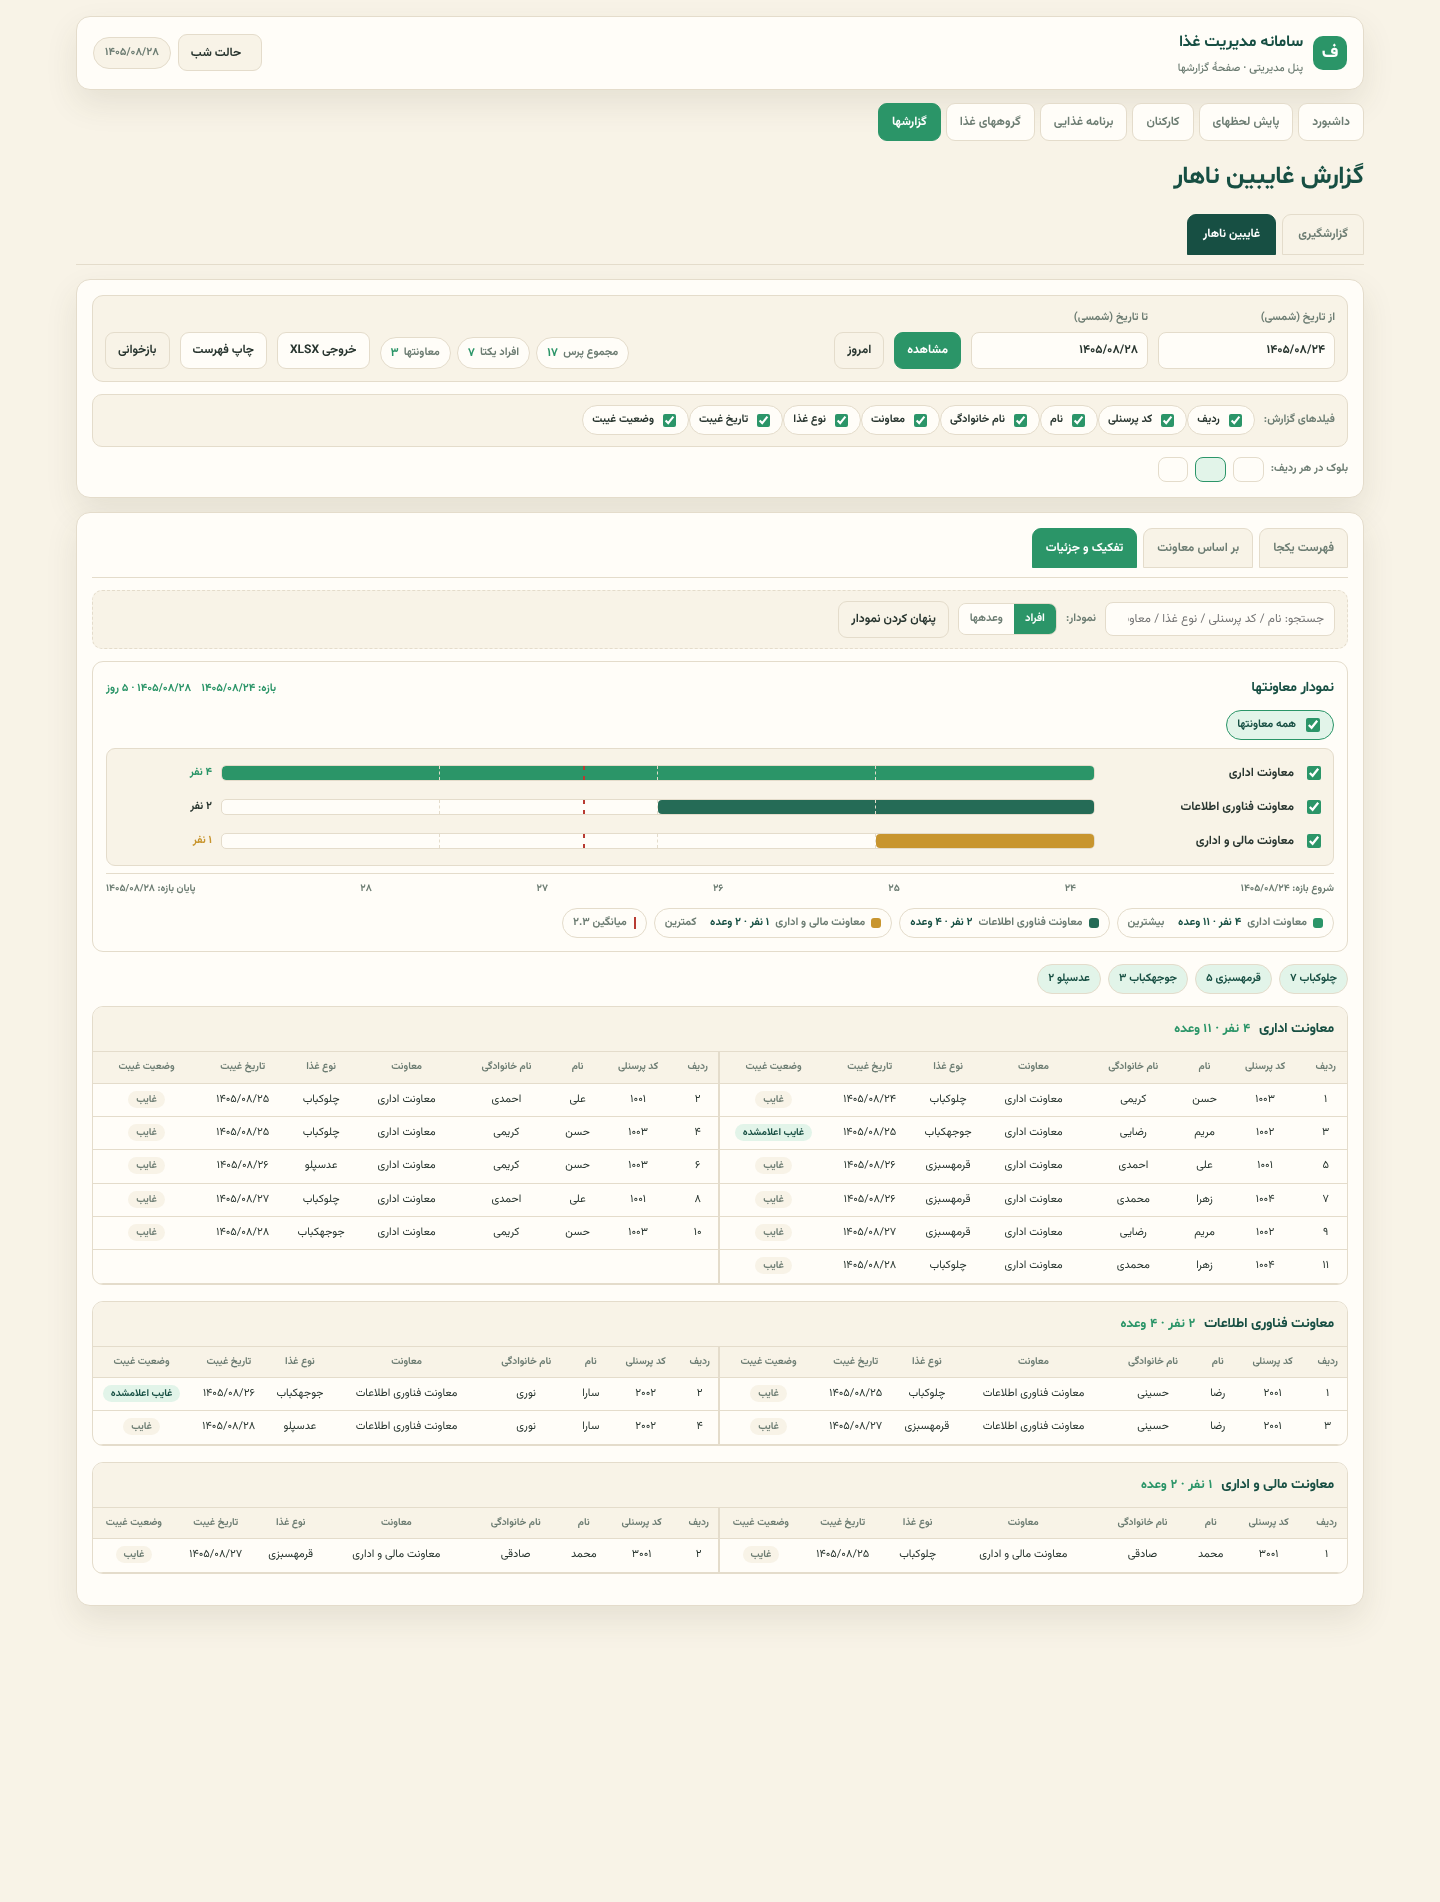 ف سامانه مدیریت غذا حالت شب ۱۴۰۵/۰۸/۲۸
پنل مدیریتی · صفحهٔ گزارشها
داشبورد پایش لحظهای کارکنان برنامه غذایی گروههای غذا گزارشها
گزارش غایبین ناهار
گزارشگیری غایبین ناهار
از تاریخ (شمسی) تا تاریخ (شمسی)
۱۴۰۵/۰۸/۲۴ ۱۴۰۵/۰۸/۲۸ مشاهده امروز مجموع پرس ۱۷ افراد یکتا ۷ معاونتها ۳ خروجی XLSX چاپ فهرست بازخوانی
فیلدهای گزارش: ردیف کد پرسنلی نام نام خانوادگی معاونت نوع غذا تاریخ غیبت وضعیت غیبت
بلوک در هر ردیف:
فهرست یکجا بر اساس معاونت تفکیک و جزئیات
جستجو: نام / کد پرسنلی / نوع غذا / معاو نمودار: افراد وعدهها پنهان کردن نمودار
نمودار معاونتها بازه: ۱۴۰۵/۰۸/۲۴ ۱۴۰۵/۰۸/۲۸ · ۵ روز
همه معاونتها
معاونت اداری ۴ نفر
معاونت فناوری اطلاعات ۲ نفر
معاونت مالی و اداری ۱ نفر
شروع بازه: ۱۴۰۵/۰۸/۲۴ ۲۴ ۲۵ ۲۶ ۲۷ ۲۸ پایان بازه: ۱۴۰۵/۰۸/۲۸
معاونت اداری ۴ نفر · ۱۱ وعده بیشترین معاونت فناوری اطلاعات ۲ نفر · ۴ وعده معاونت مالی و اداری ۱ نفر · ۲ وعده کمترین میانگین ۲.۳
چلوکباب ۷ قرمهسبزی ۵ جوجهکباب ۳ عدسپلو ۲
معاونت اداری ۴ نفر · ۱۱ وعده
ردیف کد پرسنلی نام نام خانوادگی معاونت نوع غذا تاریخ غیبت وضعیت غیبت ردیف کد پرسنلی نام نام خانوادگی معاونت نوع غذا تاریخ غیبت وضعیت غیبت
۱ ۱۰۰۳ حسن کریمی معاونت اداری چلوکباب ۱۴۰۵/۰۸/۲۴ غایب ۲ ۱۰۰۱ علی احمدی معاونت اداری چلوکباب ۱۴۰۵/۰۸/۲۵ غایب
۳ ۱۰۰۲ مریم رضایی معاونت اداری جوجهکباب ۱۴۰۵/۰۸/۲۵ غایب اعلامشده ۴ ۱۰۰۳ حسن کریمی معاونت اداری چلوکباب ۱۴۰۵/۰۸/۲۵ غایب
۵ ۱۰۰۱ علی احمدی معاونت اداری قرمهسبزی ۱۴۰۵/۰۸/۲۶ غایب ۶ ۱۰۰۳ حسن کریمی معاونت اداری عدسپلو ۱۴۰۵/۰۸/۲۶ غایب
۷ ۱۰۰۴ زهرا محمدی معاونت اداری قرمهسبزی ۱۴۰۵/۰۸/۲۶ غایب ۸ ۱۰۰۱ علی احمدی معاونت اداری چلوکباب ۱۴۰۵/۰۸/۲۷ غایب
۹ ۱۰۰۲ مریم رضایی معاونت اداری قرمهسبزی ۱۴۰۵/۰۸/۲۷ غایب ۱۰ ۱۰۰۳ حسن کریمی معاونت اداری جوجهکباب ۱۴۰۵/۰۸/۲۸ غایب
۱۱ ۱۰۰۴ زهرا محمدی معاونت اداری چلوکباب ۱۴۰۵/۰۸/۲۸ غایب
معاونت فناوری اطلاعات ۲ نفر · ۴ وعده
ردیف کد پرسنلی نام نام خانوادگی معاونت نوع غذا تاریخ غیبت وضعیت غیبت ردیف کد پرسنلی نام نام خانوادگی معاونت نوع غذا تاریخ غیبت وضعیت غیبت
۱ ۲۰۰۱ رضا حسینی معاونت فناوری اطلاعات چلوکباب ۱۴۰۵/۰۸/۲۵ غایب ۲ ۲۰۰۲ سارا نوری معاونت فناوری اطلاعات جوجهکباب ۱۴۰۵/۰۸/۲۶ غایب اعلامشده
۳ ۲۰۰۱ رضا حسینی معاونت فناوری اطلاعات قرمهسبزی ۱۴۰۵/۰۸/۲۷ غایب ۴ ۲۰۰۲ سارا نوری معاونت فناوری اطلاعات عدسپلو ۱۴۰۵/۰۸/۲۸ غایب
معاونت مالی و اداری ۱ نفر · ۲ وعده
ردیف کد پرسنلی نام نام خانوادگی معاونت نوع غذا تاریخ غیبت وضعیت غیبت ردیف کد پرسنلی نام نام خانوادگی معاونت نوع غذا تاریخ غیبت وضعیت غیبت
۱ ۳۰۰۱ محمد صادقی معاونت مالی و اداری چلوکباب ۱۴۰۵/۰۸/۲۵ غایب ۲ ۳۰۰۱ محمد صادقی معاونت مالی و اداری قرمهسبزی ۱۴۰۵/۰۸/۲۷ غایب